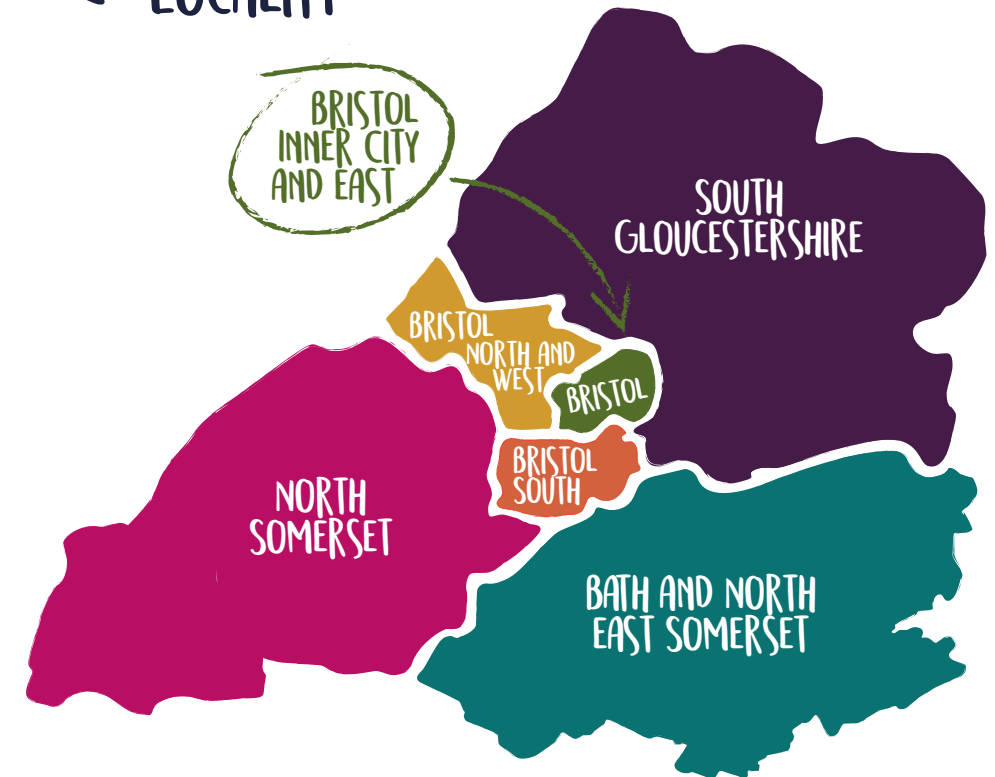 LOCALITY
BRISTOL
INNER CITY
AND EAST
SOUTH
GLOUCESTERSHIRE
BRISTOL
NORTH AND
WEST
BRISTOL
BRISTOL
SOUTH
NORTH
SOMERSET
BATH AND NORTH
EAST SOMERSET